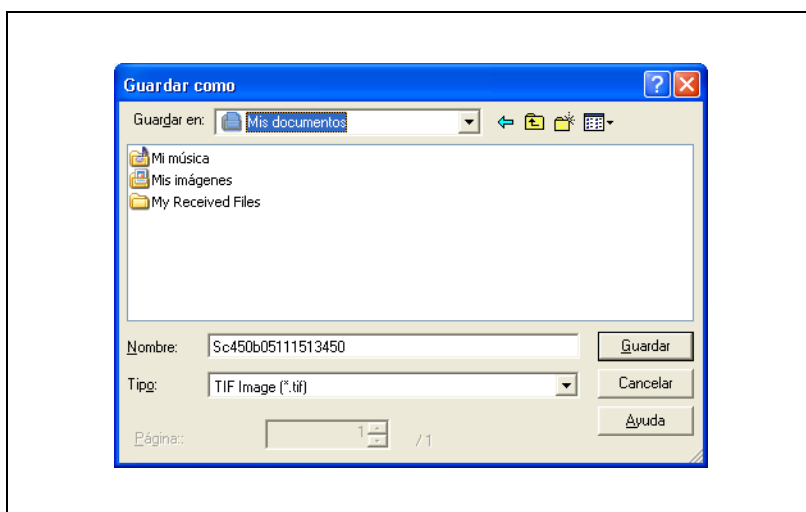 Guardar como
Guardar en: Mis documentos
Mi música
Mis imágenes
My Received Files
Nombre: Sc450b05111513450 Guardar
Tipo: TIF Image (*.tif) Cancelar
Página:: 1 / 1 Ayuda